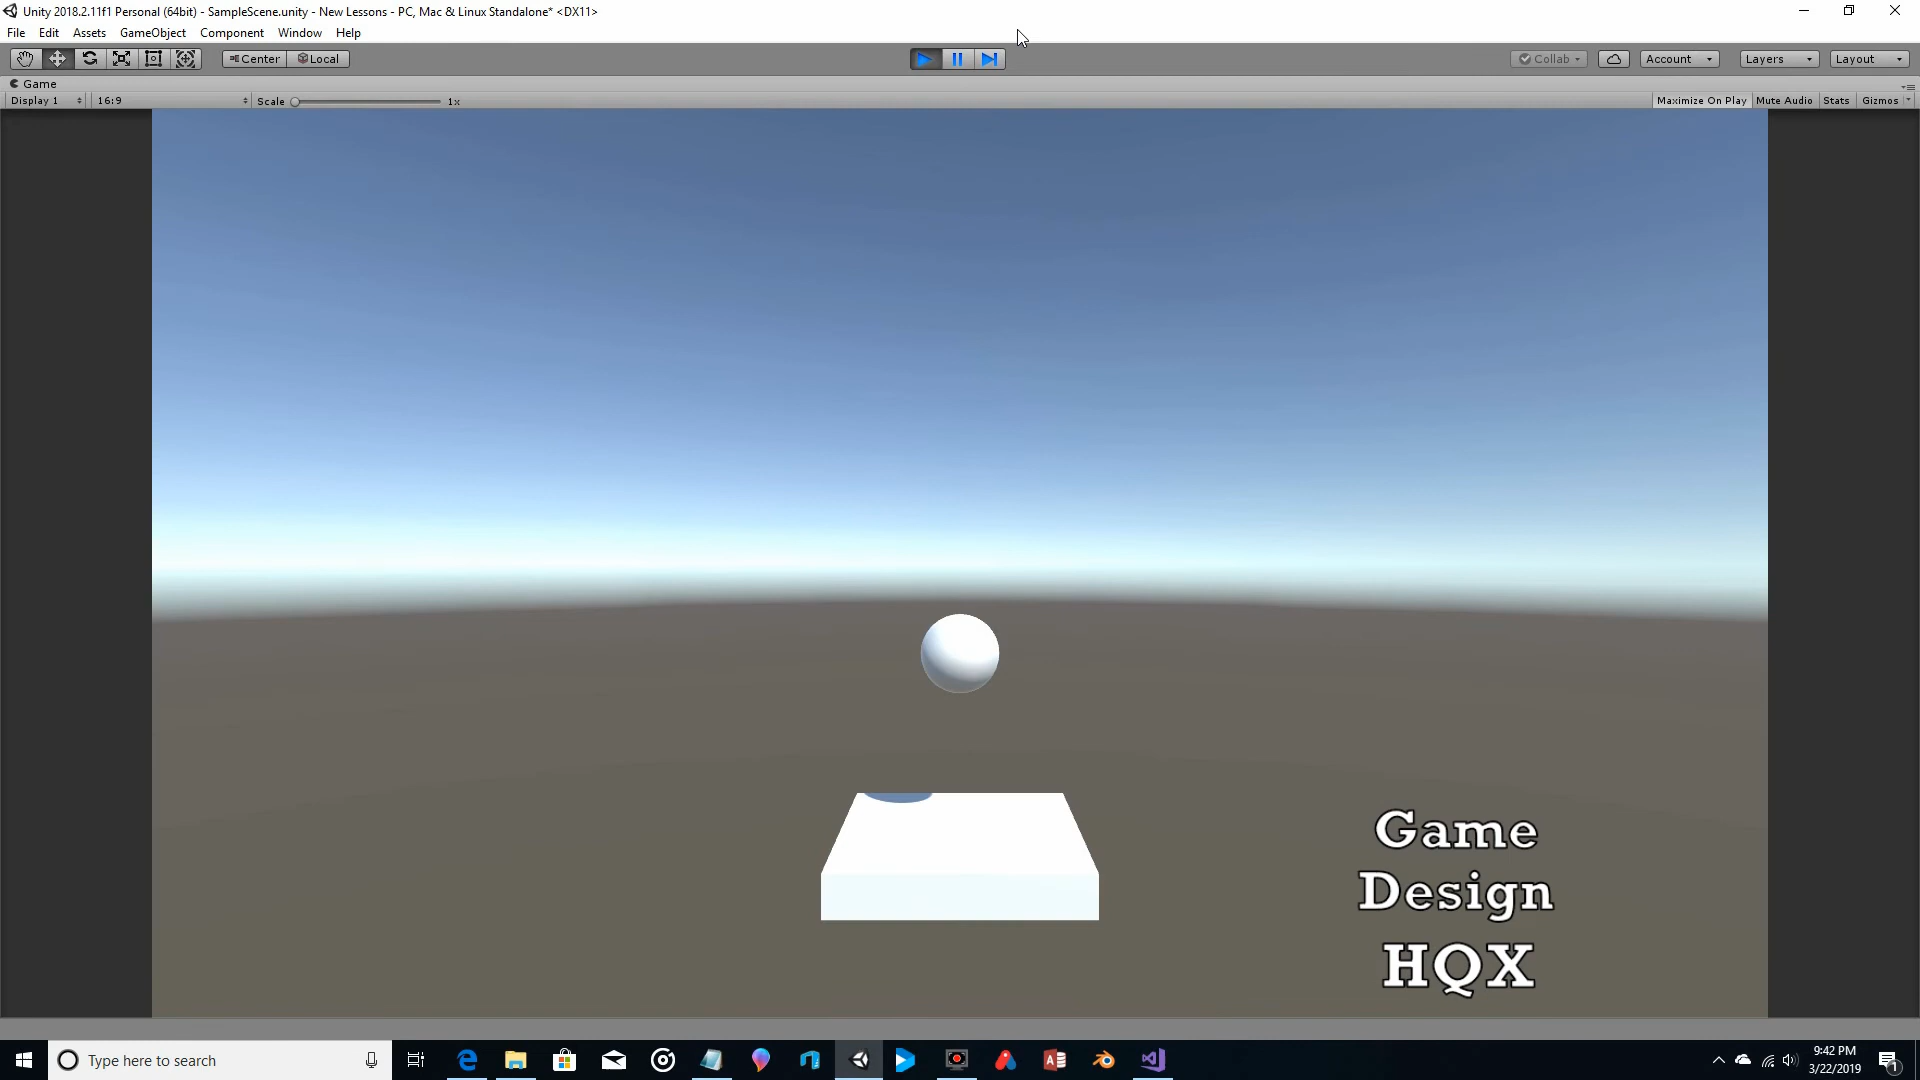 Unity 2018.2.11f1 Personal (64bit) - SampleScene.unity - New Lessons - PC, Mac & Linux Standalone* <DX11>
File Edit Assets GameObject Component Window Help
Center Local Collab Account Layers Layout
Game
Display 1 16:9 Scale 1x Maximize On Play Mute Audio Stats Gizmos
Game
Design
HQX
Type here to search
9:42 PM
3/22/2019
1